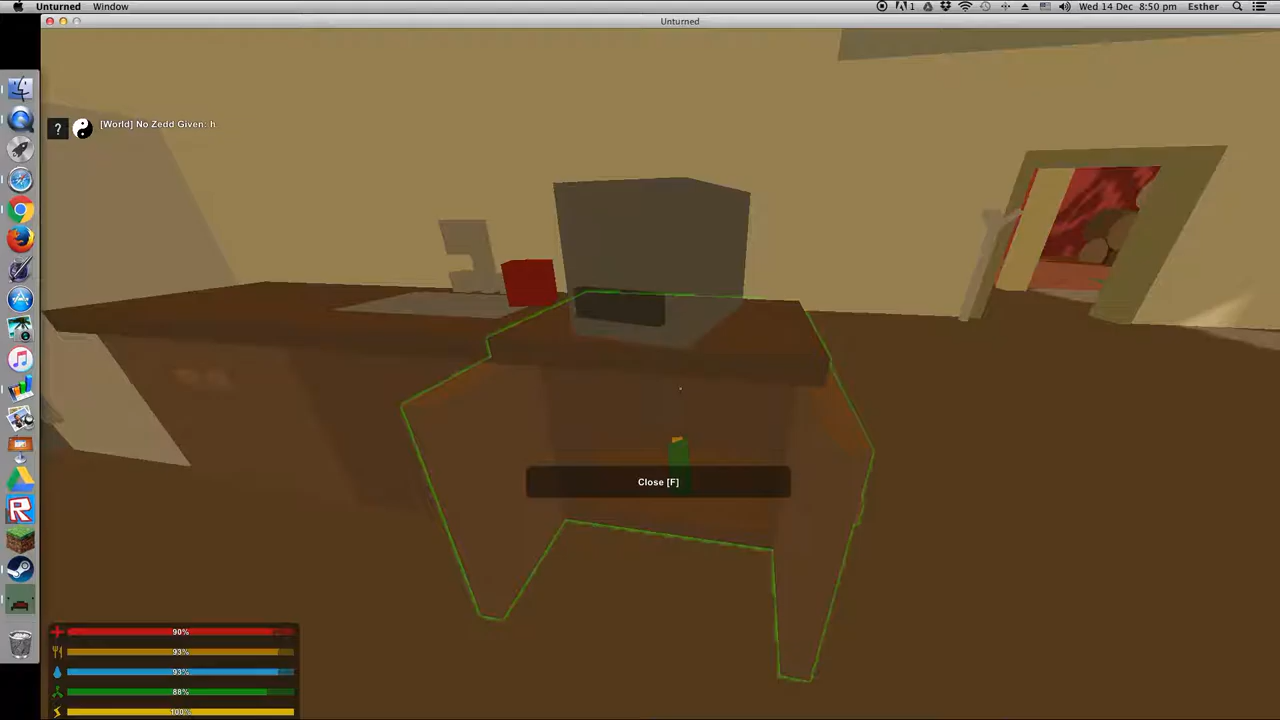 Unturned Window
1 Wed 14 Dec 8:50 pm Esther
Unturned
? [World] No Zedd Given: h
Close [F]
90%
93%
93%
88%
100%